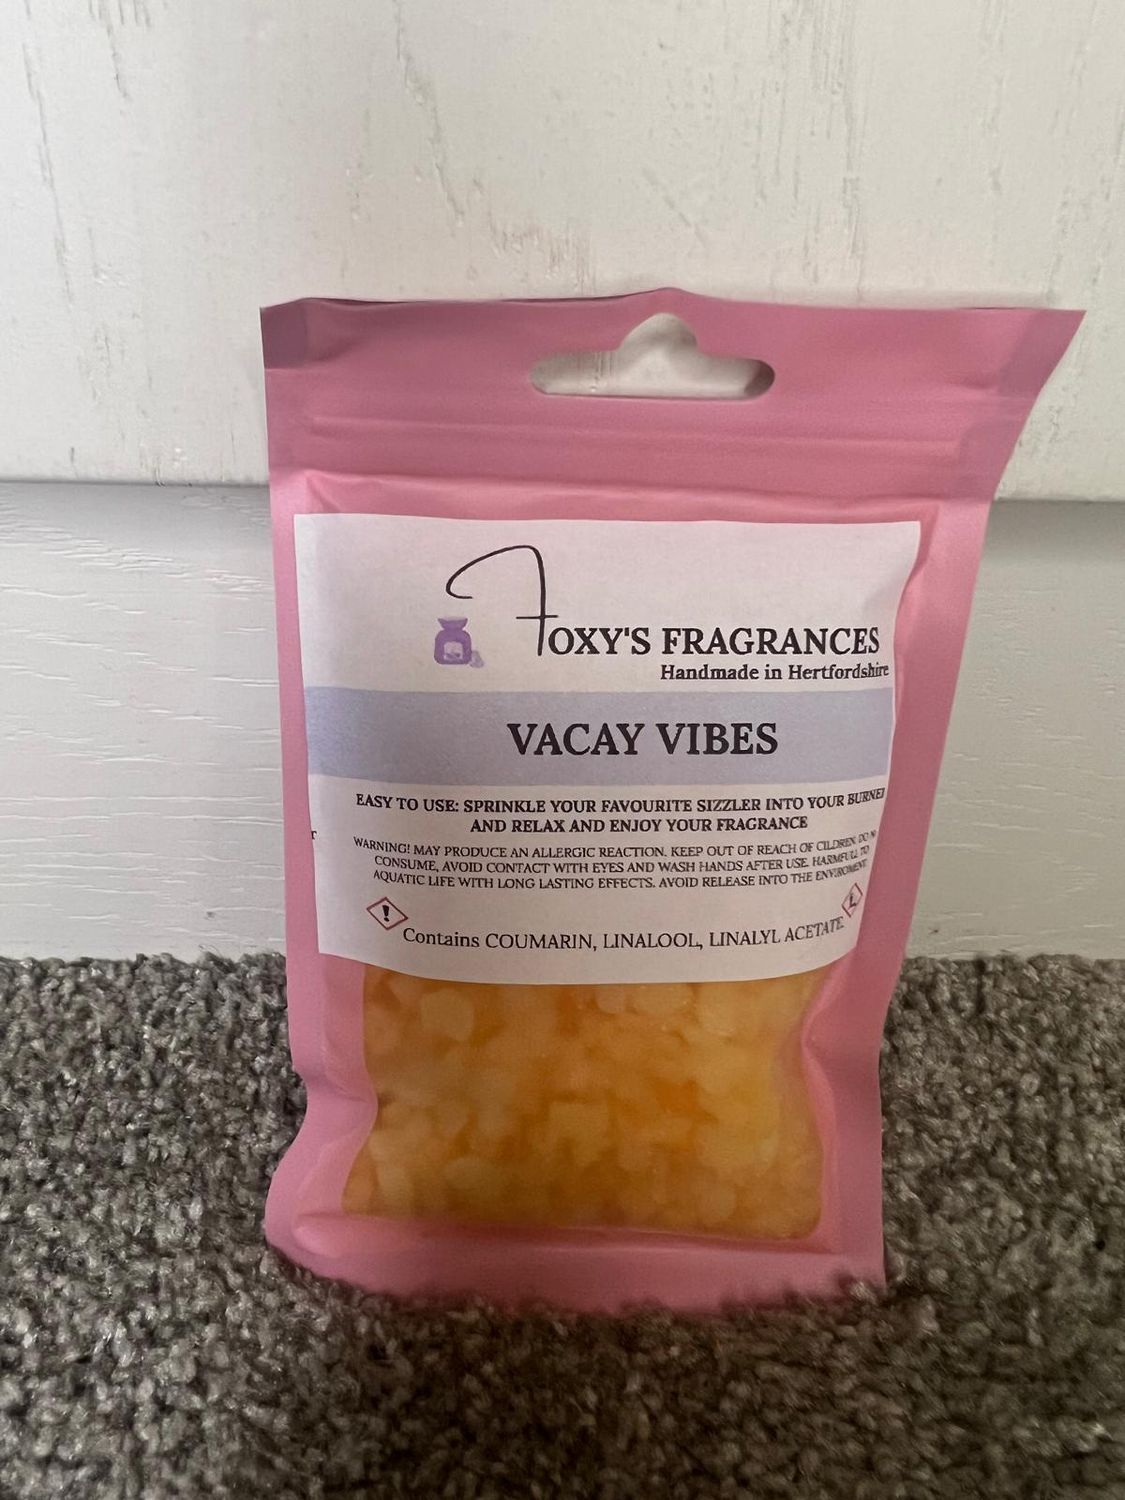 FOXY'S FRAGRANCES
Handmade in Hertfordshire
VACAY VIBES
EASY TO USE: SPRINKLE YOUR FAVOURITE SIZZLER INTO YOUR BURNER
AND RELAX AND ENJOY YOUR FRAGRANCE
T
WARNING! MAY PRODUCE AN ALLERGIC REACTION. KEEP OUT OF REACH OF CILDREN. DO N
CONSUME, AVOID CONTACT WITH EYES AND WASH HANDS AFTER USE. HARMFULL TO
AQUATIC LIFE WITH LONG LASTING EFFECTS. AVOID RELEASE INTO THE ENVIROMENT
Contains COUMARIN, LINALOOL, LINALYL ACETATE.